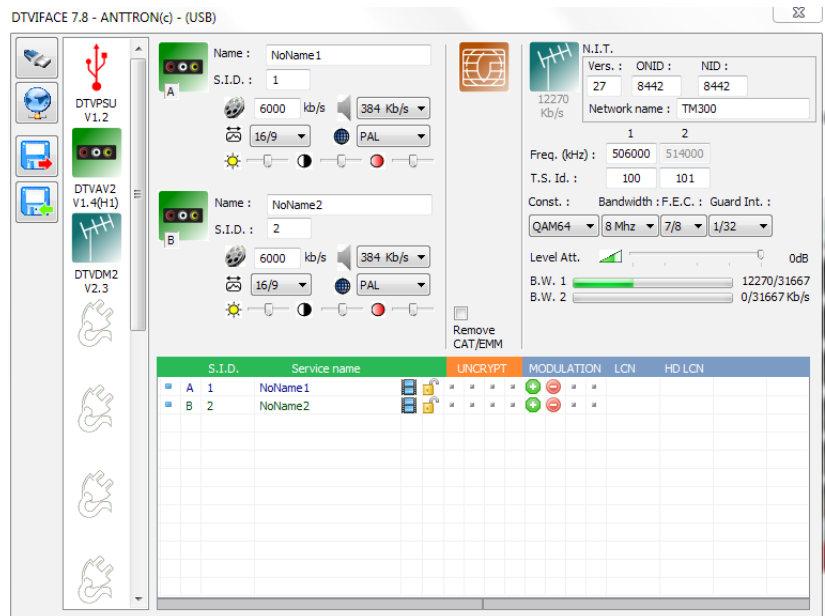 DTVIFACE 7.8 - ANTTRON(c) - (USB)
DTVPSU
V1.2
DTVAV2
V1.4(H1)
DTVDM2
V2.3
A
Name : NoName1
S.I.D. : 1
6000 kb/s 384 Kb/s
16/9 PAL
B
Name : NoName2
S.I.D. : 2
6000 kb/s 384 Kb/s
16/9 PAL
Remove
CAT/EMM
12270
Kb/s
N.I.T.
Vers. : ONID : NID :
27 8442 8442
Network name : TM300
1 2
Freq. (kHz) : 506000 514000
T.S. Id. : 100 101
Const. : Bandwidth : F.E.C. : Guard Int. :
QAM64 8 Mhz 7/8 1/32
Level Att. 0dB
B.W. 1 12270/31667
B.W. 2 0/31667 Kb/s
S.I.D. Service name UNCRYPT MODULATION LCN HD LCN
A 1 NoName1
B 2 NoName2